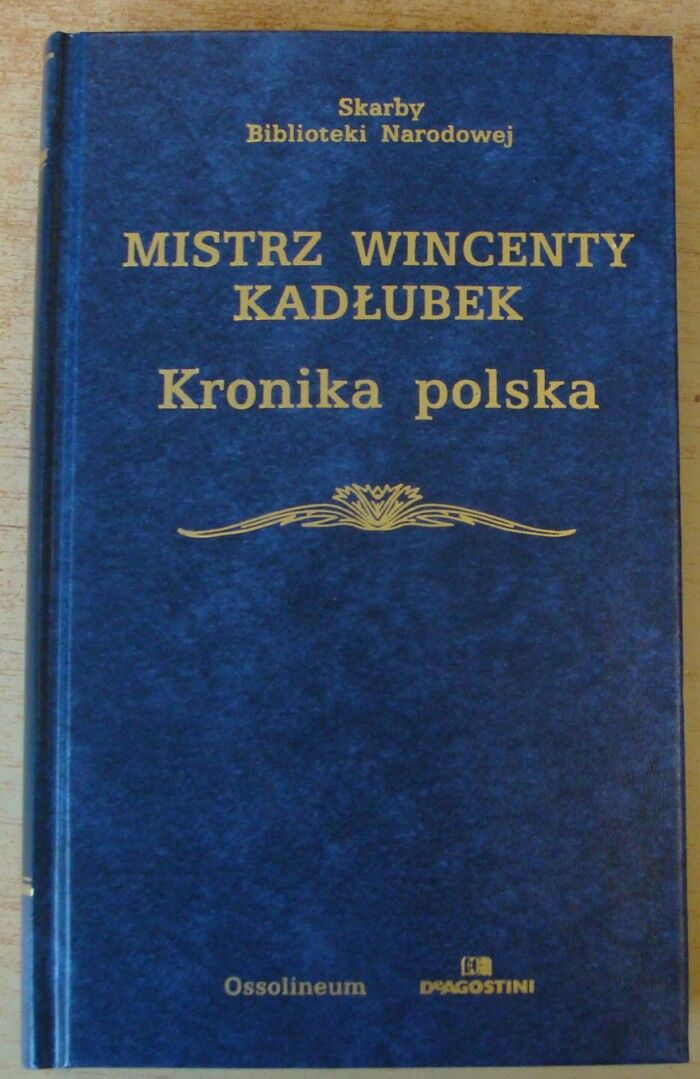 Skarby
Biblioteki Narodowej
MISTRZ WINCENTY
KADŁUBEK
Kronika polska
Ossolineum
DeAGOSTINI